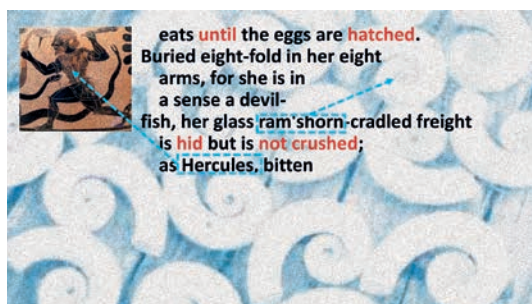 eats until the eggs are hatched.
Buried eight-fold in her eight
arms, for she is in
a sense a devil-
fish, her glass ram'shorn-cradled freight
is hid but is not crushed;
as Hercules, bitten